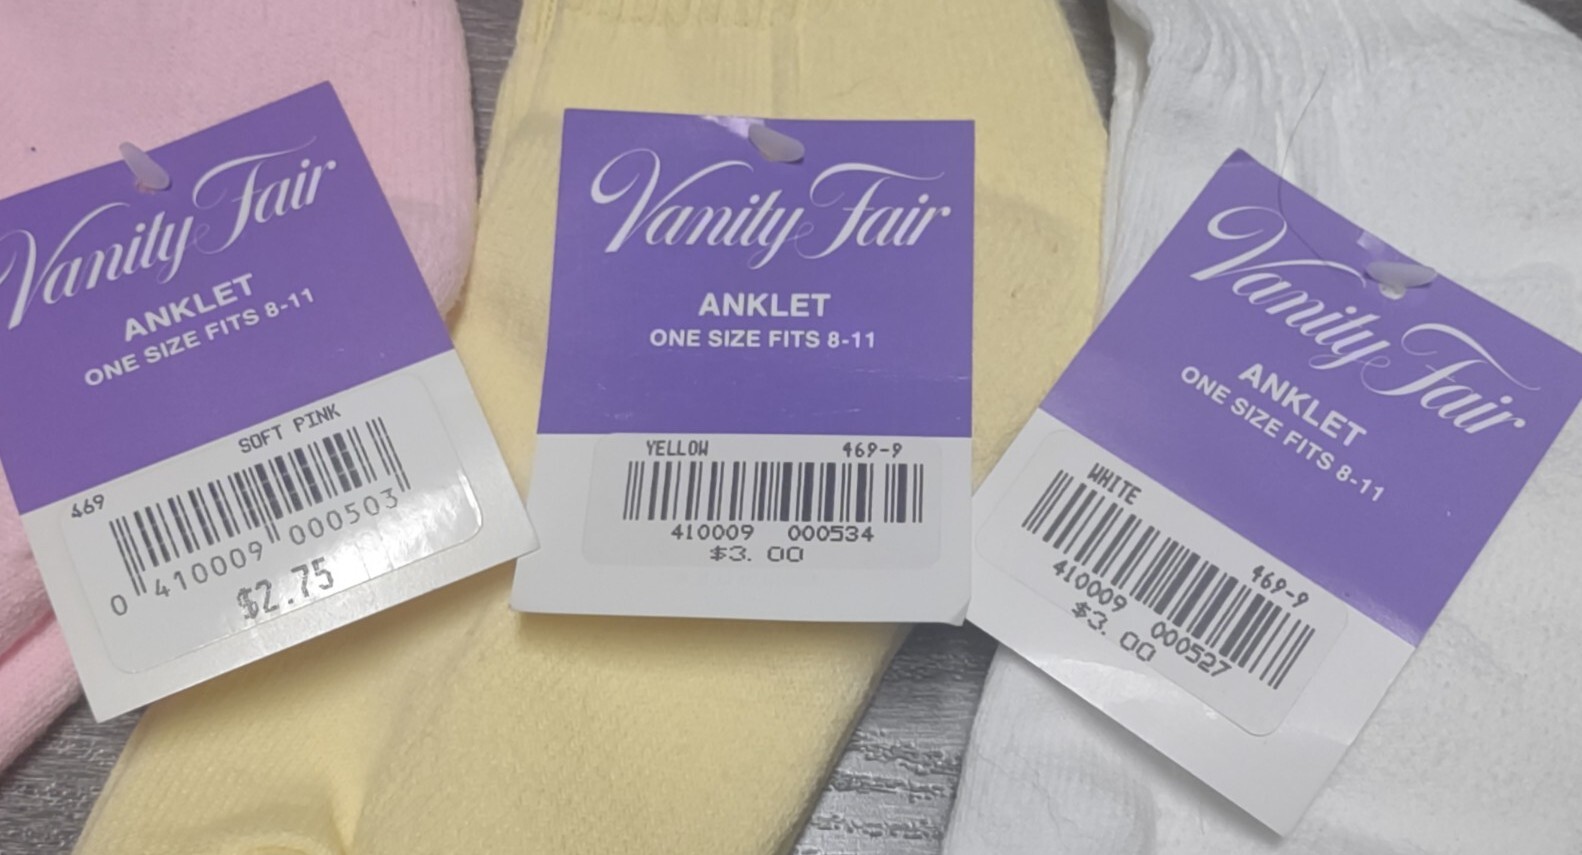 Vanity Fair
ANKLET
ONE SIZE FITS 8-11
SOFT PINK
469
0 410009 000503
$2.75
Vanity Fair
ANKLET
ONE SIZE FITS 8-11
YELLOW 469-9
410009 000534
$3.00
Vanity Fair
ANKLET
ONE SIZE FITS 8-11
WHITE 469-9
410009 000527
$3.00